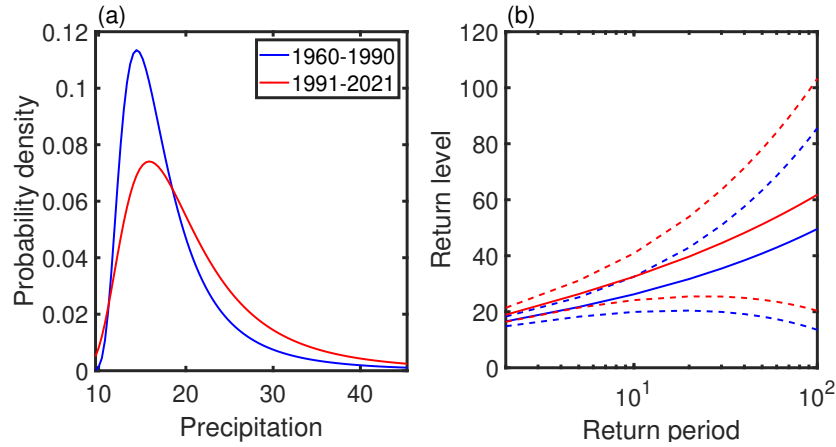 (a)
0.12
0.1
0.08
0.06
0.04
0.02
0
Probability density
10 20 30 40
Precipitation
1960-1990
1991-2021
(b)
120
100
80
60
40
20
0
Return level
10^1 10^2
Return period